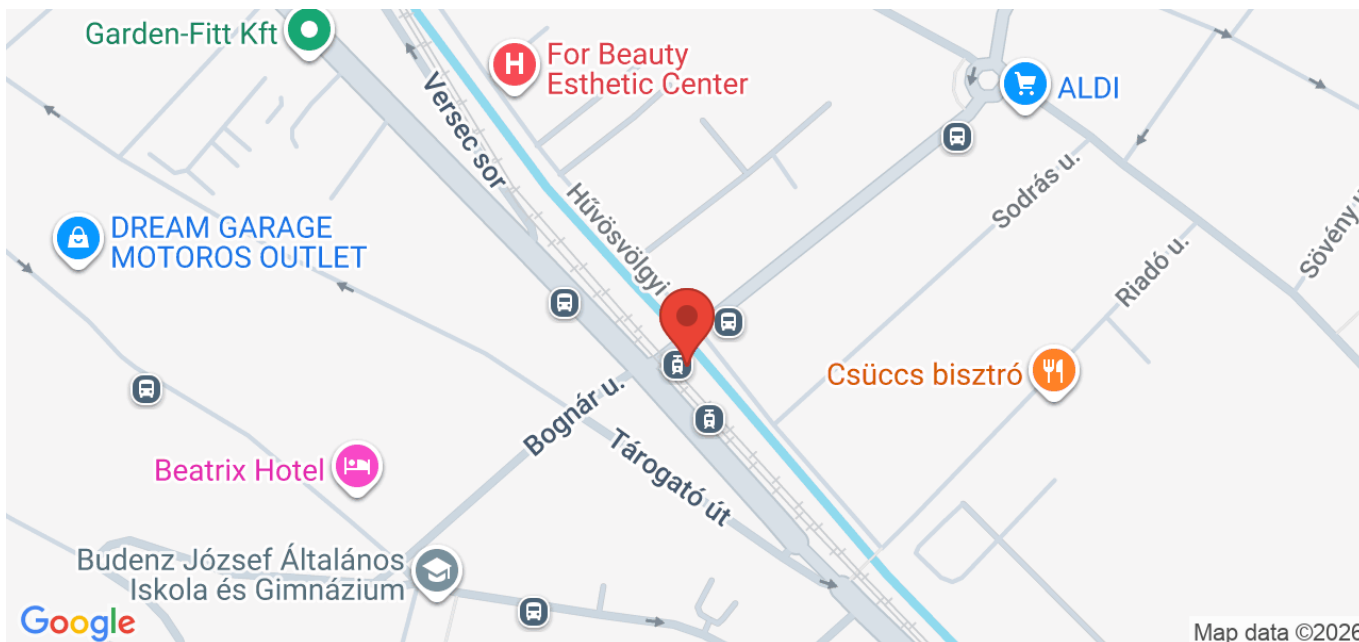 Garden-Fitt Kft
For Beauty
Esthetic Center
ALDI
Versec sor
Sodrás u.
Hűvösvölgyi
DREAM GARAGE
MOTOROS OUTLET
Sövény u
Riadó u.
Csüccs bisztró
Bognár u.
Beatrix Hotel
Tárogató út
Budenz József Általános
Iskola és Gimnázium
Google
Map data ©2026